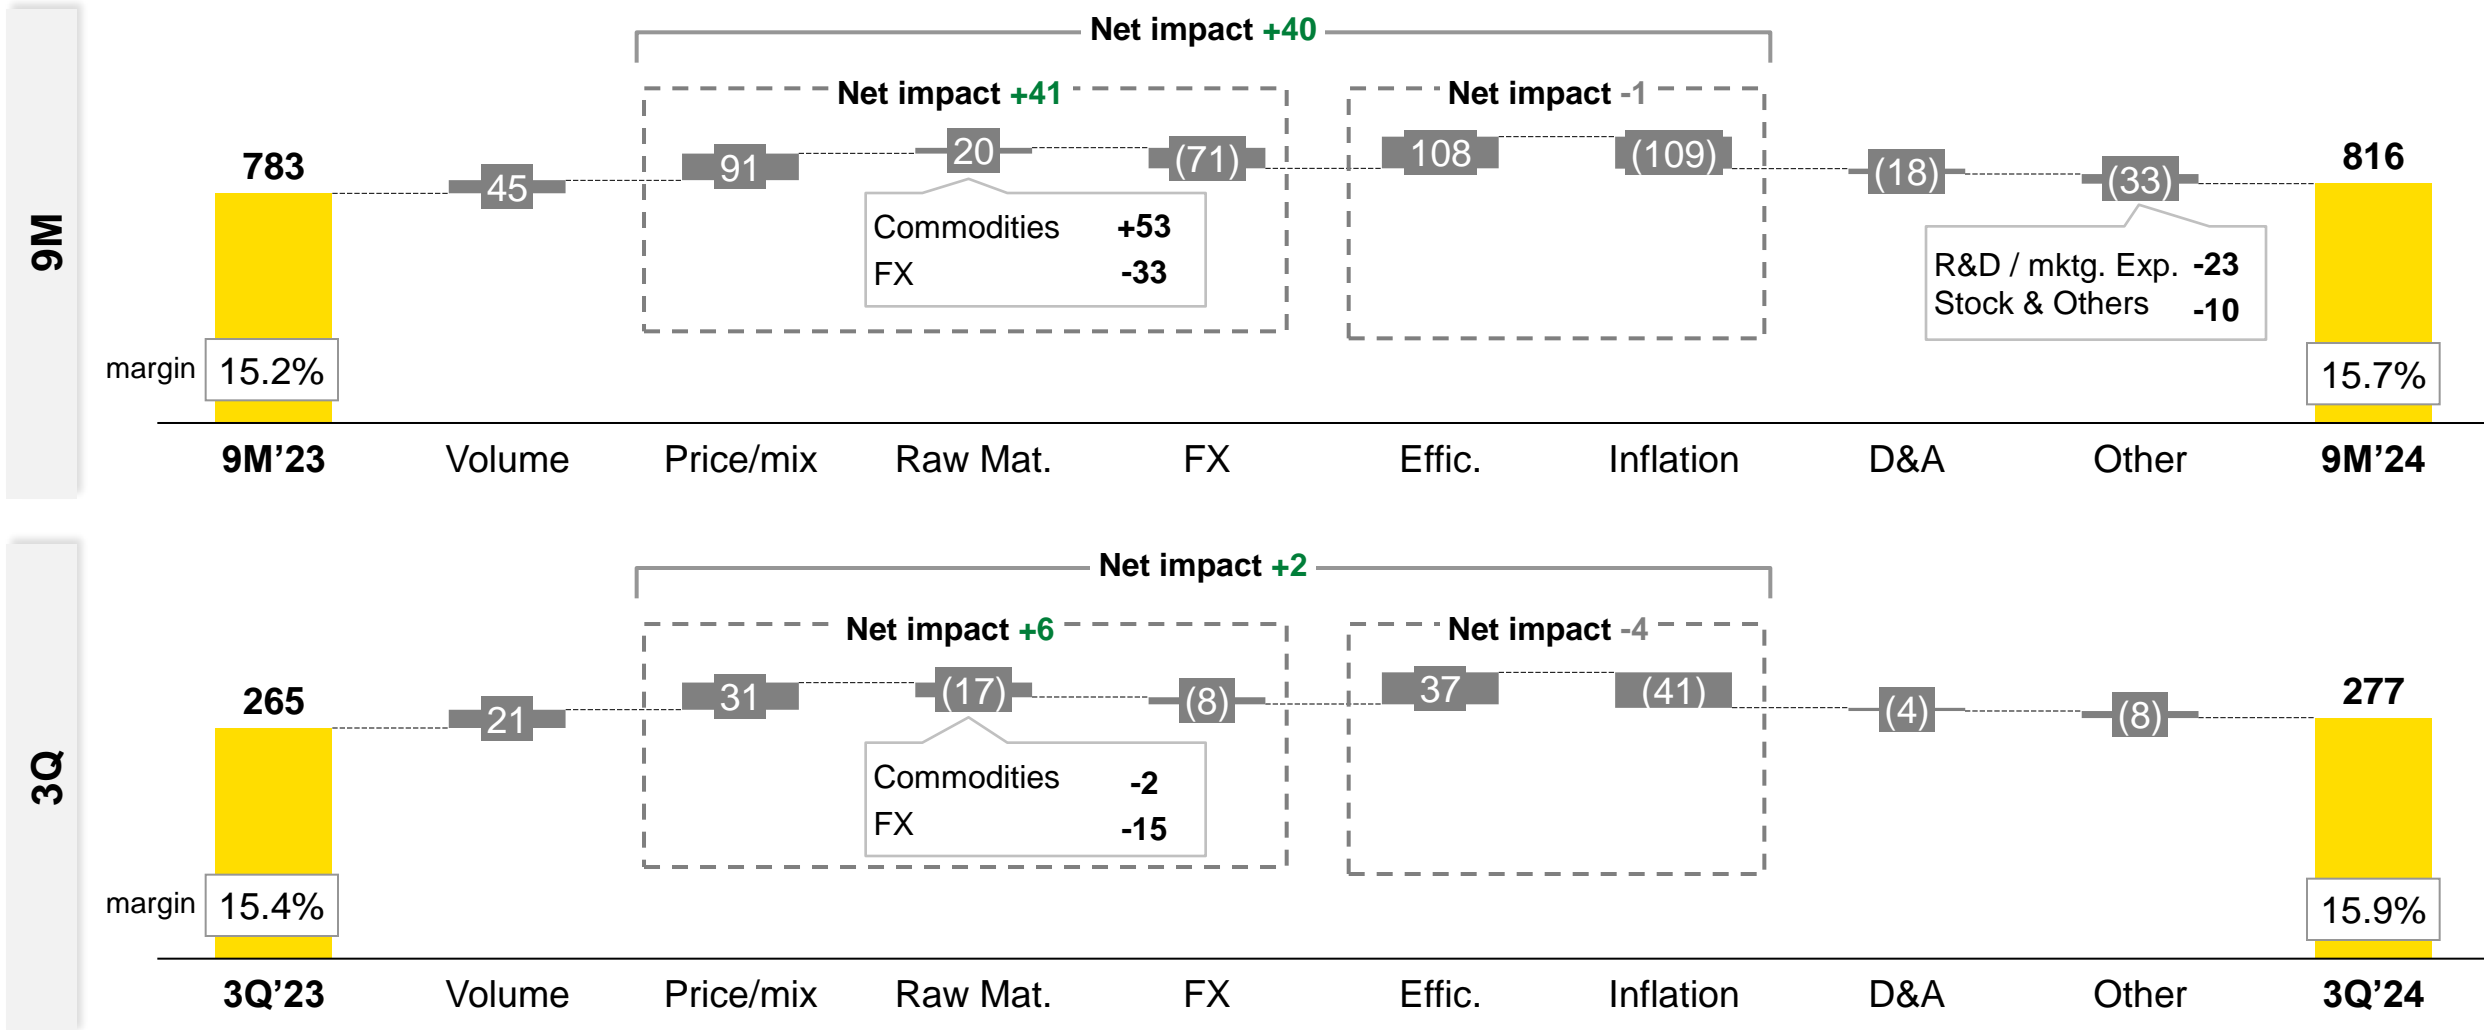 9M
Net impact +40
Net impact +41
Net impact -1
783
45
91
20
(71)
108
(109)
(18)
(33)
816
Commodities +53
FX -33
R&D / mktg. Exp. -23
Stock & Others -10
margin
15.2%
15.7%
9M’23 Volume Price/mix Raw Mat. FX Effic. Inflation D&A Other 9M’24
3Q
Net impact +2
Net impact +6
Net impact -4
265
21
31
(17)
(8)
37
(41)
(4)
(8)
277
Commodities -2
FX -15
margin
15.4%
15.9%
3Q’23 Volume Price/mix Raw Mat. FX Effic. Inflation D&A Other 3Q’24